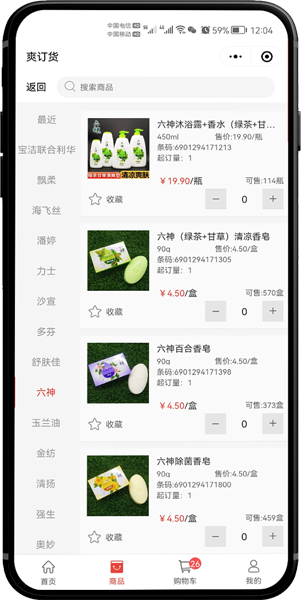 中国电信 HD
中国移动 HD
59%
12:04
爽订货
返回
搜索商品
最近
宝洁联合利华
飘柔
海飞丝
潘婷
力士
沙宣
多芬
舒肤佳
六神
玉兰油
金纺
清扬
强生
奥妙
六神沐浴露+香水（绿茶+甘...
450ml 售价:19.90/瓶
条码:6901294171213
起订量：1
￥19.90/瓶 可售:114瓶
收藏
− 0 +
六神（绿茶+甘草）清凉香皂
90g 售价:4.50/盒
条码:6901294171305
起订量：1
￥4.50/盒 可售:570盒
收藏
− 0 +
六神百合香皂
90g 售价:4.50/盒
条码:6901294171398
起订量：1
￥4.50/盒 可售:373盒
收藏
− 0 +
六神除菌香皂
90g 售价:4.50/盒
条码:6901294171800
起订量：1
￥4.50/盒 可售:459盒
收藏
− 0 +
首页
商品
购物车
26
我的